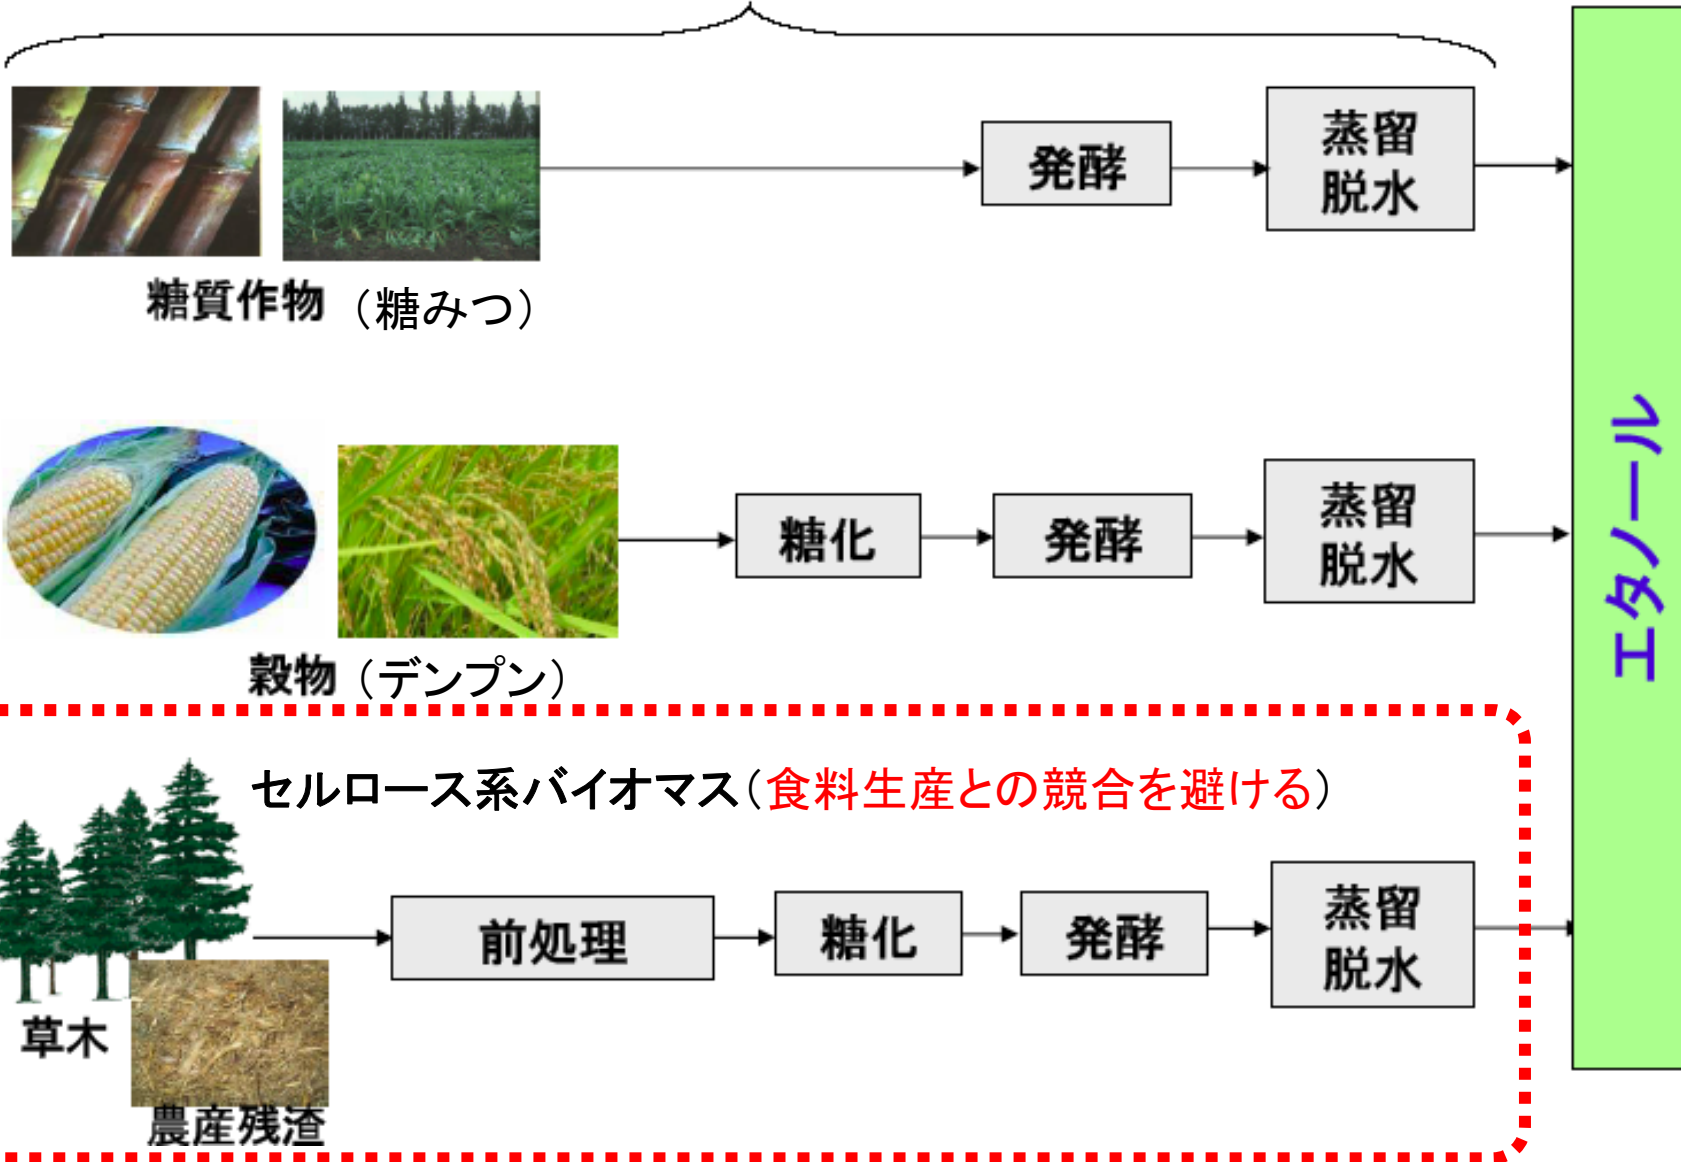 発酵
蒸留
脱水
糖質作物（糖みつ）
糖化
発酵
蒸留
脱水
エタノール
穀物（デンプン）
セルロース系バイオマス（食料生産との競合を避ける）
前処理
糖化
発酵
蒸留
脱水
草木
農産残渣